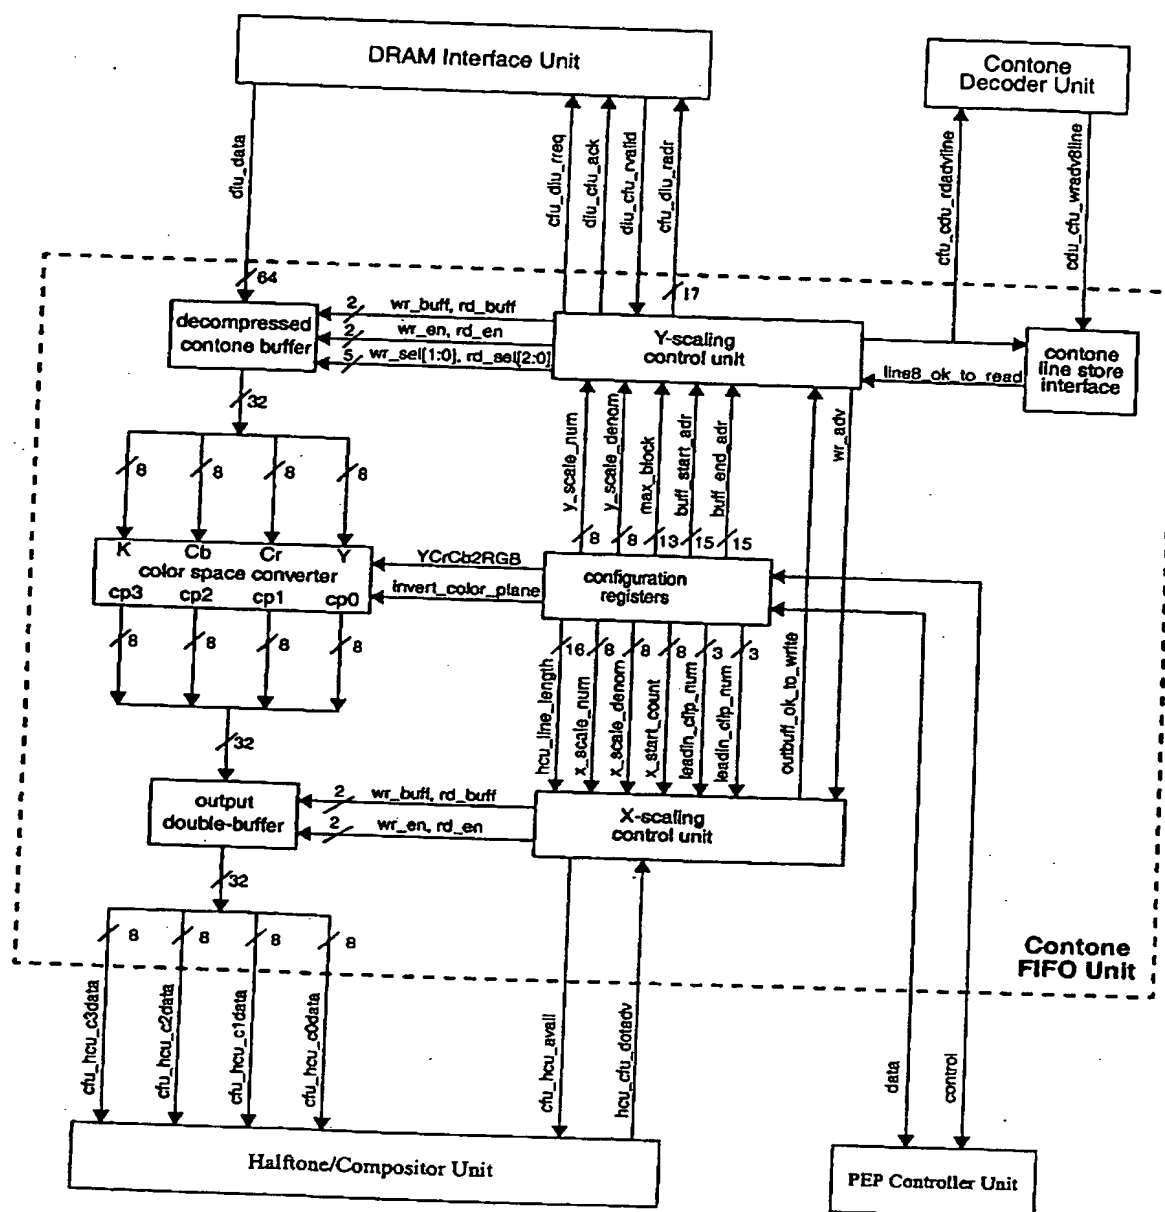 DRAM Interface Unit
Contone
Decoder Unit
diu_data
cfu_diu_rreq
diu_cfu_ack
diu_cfu_rvalid
cfu_diu_radr
cfu_cdu_rdadvline
cdu_cfu_wradv8line
64
17
decompressed
contone buffer
2
wr_buff, rd_buff
2
wr_en, rd_en
5
wr_sel[1:0], rd_sel[2:0]
Y-scaling
control unit
line8_ok_to_read
contone
line store
interface
32
8
8
8
8
y_scale_num
y_scale_denom
max_block
buff_start_adr
buff_end_adr
wr_adv
8
8
13
15
15
K
Cb
Cr
Y
color space converter
cp3
cp2
cp1
cp0
YCrCb2RGB
invert_color_plane
configuration
registers
8
8
8
8
16
8
8
8
3
3
hcu_line_length
x_scale_num
x_scale_denom
x_start_count
leadin_clip_num
leadin_clip_num
outbuff_ok_to_write
32
output
double-buffer
2
wr_buff, rd_buff
2
wr_en, rd_en
X-scaling
control unit
32
8
8
8
8
Contone
FIFO Unit
cfu_hcu_c3data
cfu_hcu_c2data
cfu_hcu_c1data
cfu_hcu_c0data
cfu_hcu_avail
hcu_cfu_dotadv
data
control
Halftone/Compositor Unit
PEP Controller Unit